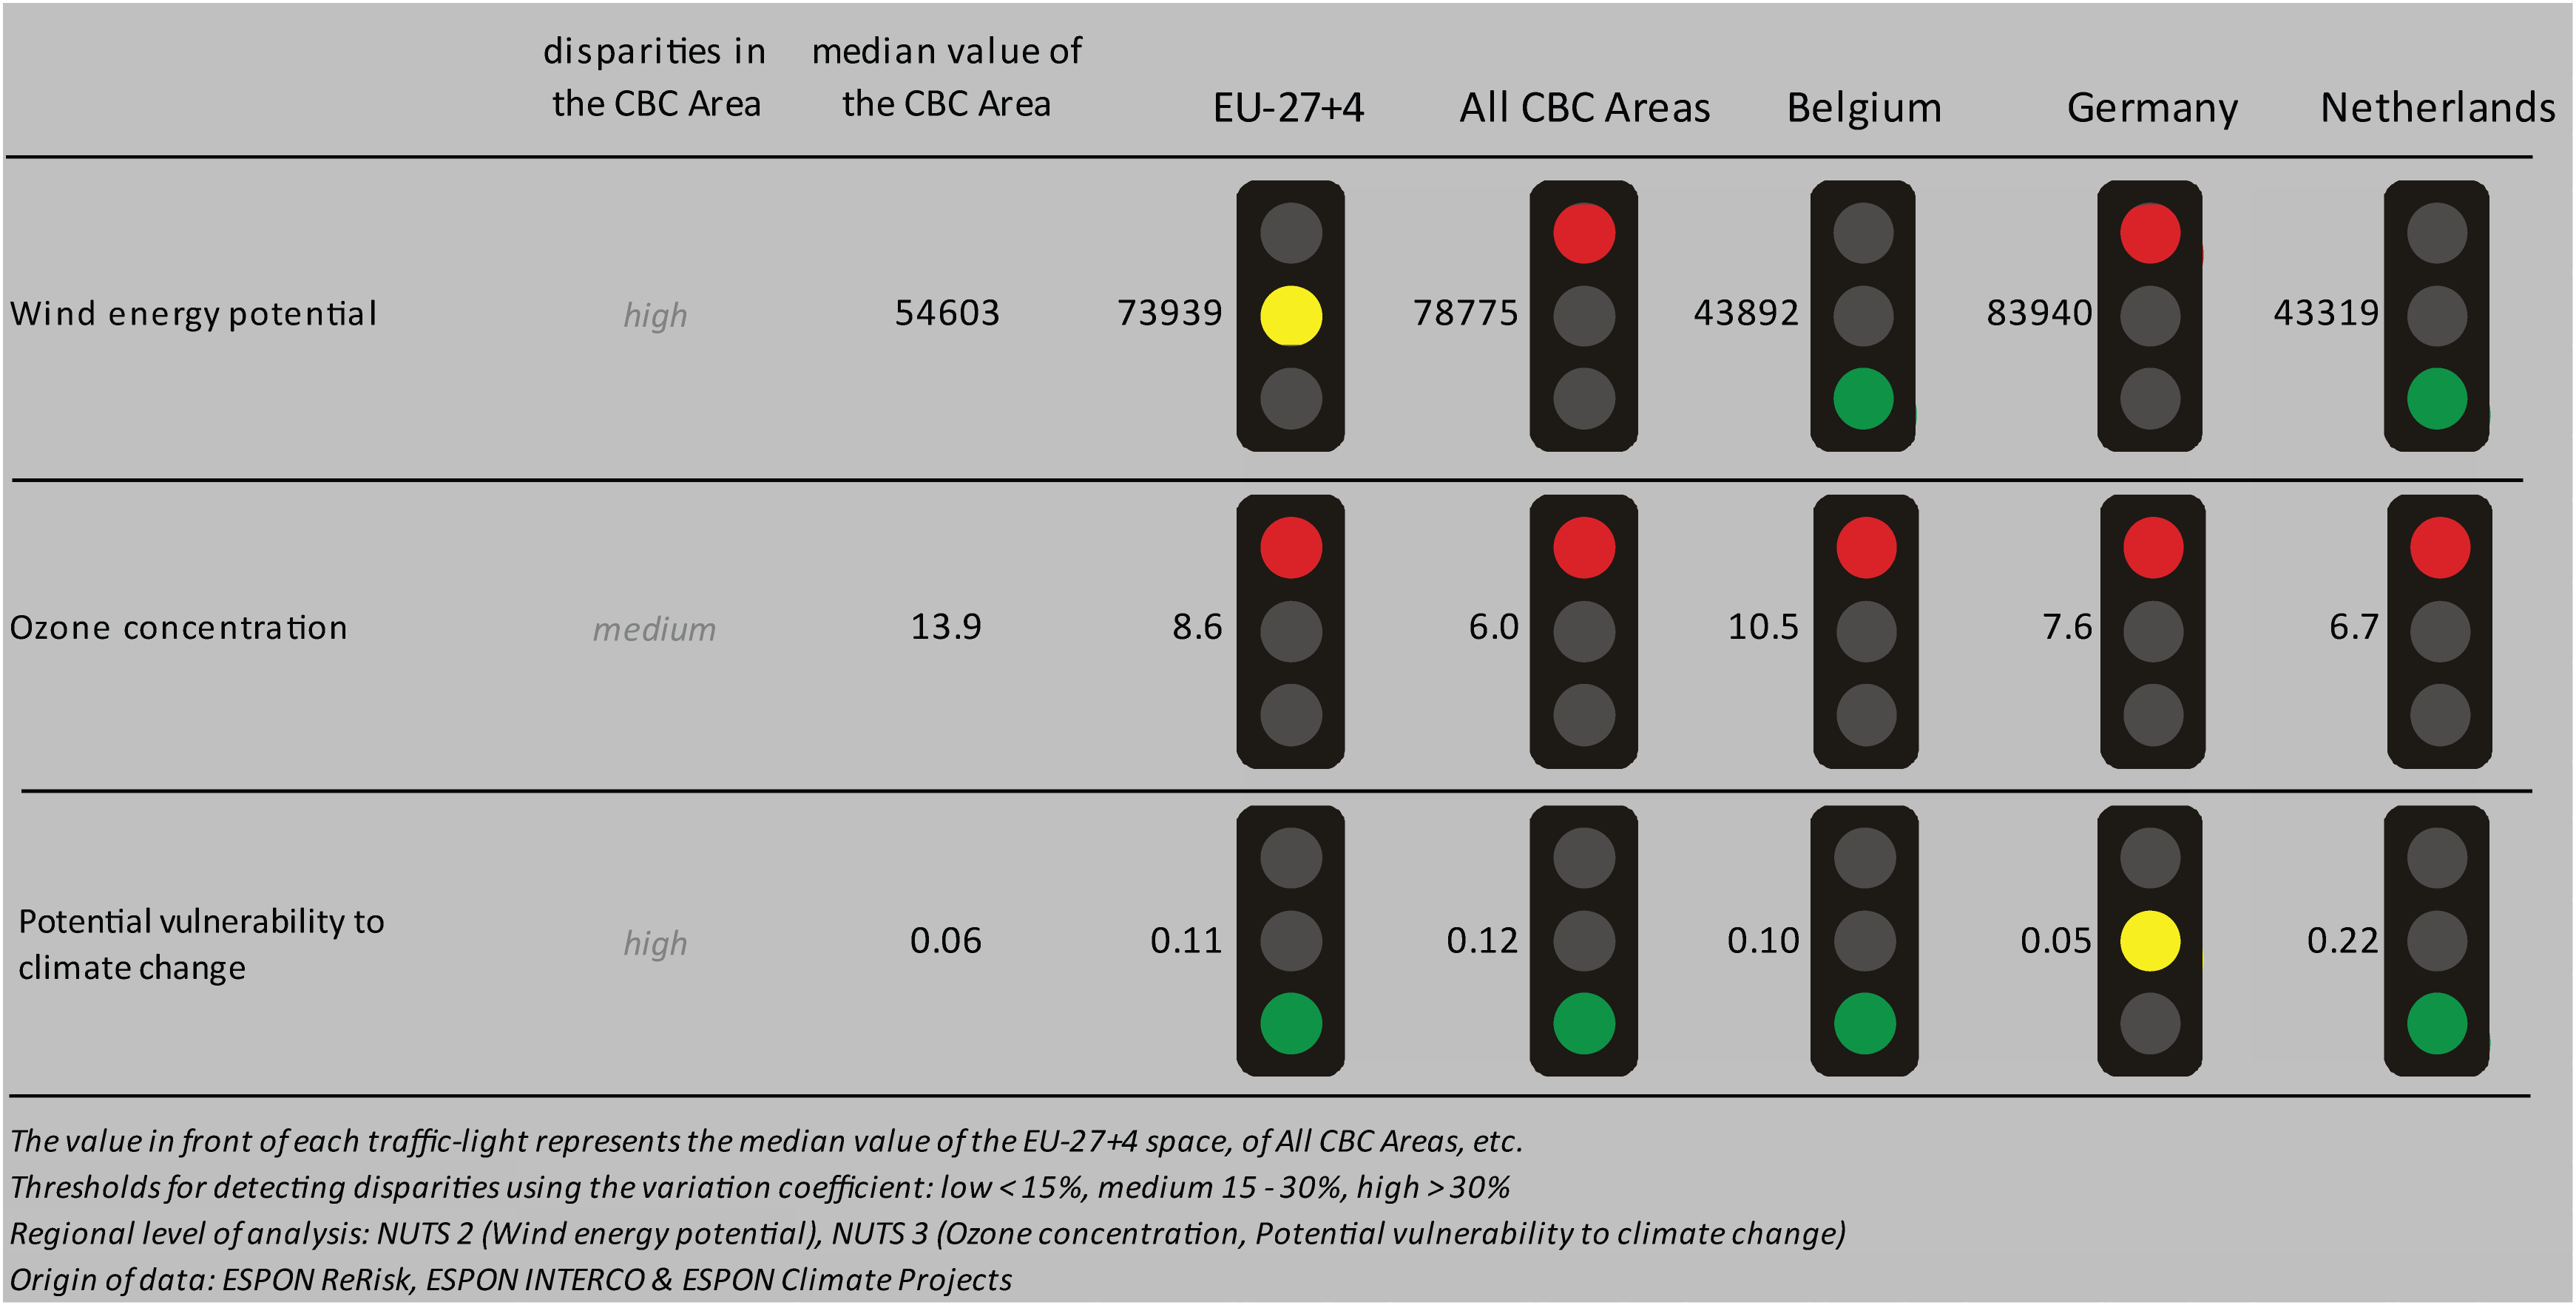 disparities in the CBC Area median value of the CBC Area EU-27+4 All CBC Areas Belgium Germany Netherlands
Wind energy potential high 54603 73939 78775 43892 83940 43319
Ozone concentration medium 13.9 8.6 6.0 10.5 7.6 6.7
Potential vulnerability to climate change high 0.06 0.11 0.12 0.10 0.05 0.22
The value in front of each traffic-light represents the median value of the EU-27+4 space, of All CBC Areas, etc.
Thresholds for detecting disparities using the variation coefficient: low < 15%, medium 15 - 30%, high > 30%
Regional level of analysis: NUTS 2 (Wind energy potential), NUTS 3 (Ozone concentration, Potential vulnerability to climate change)
Origin of data: ESPON ReRisk, ESPON INTERCO & ESPON Climate Projects